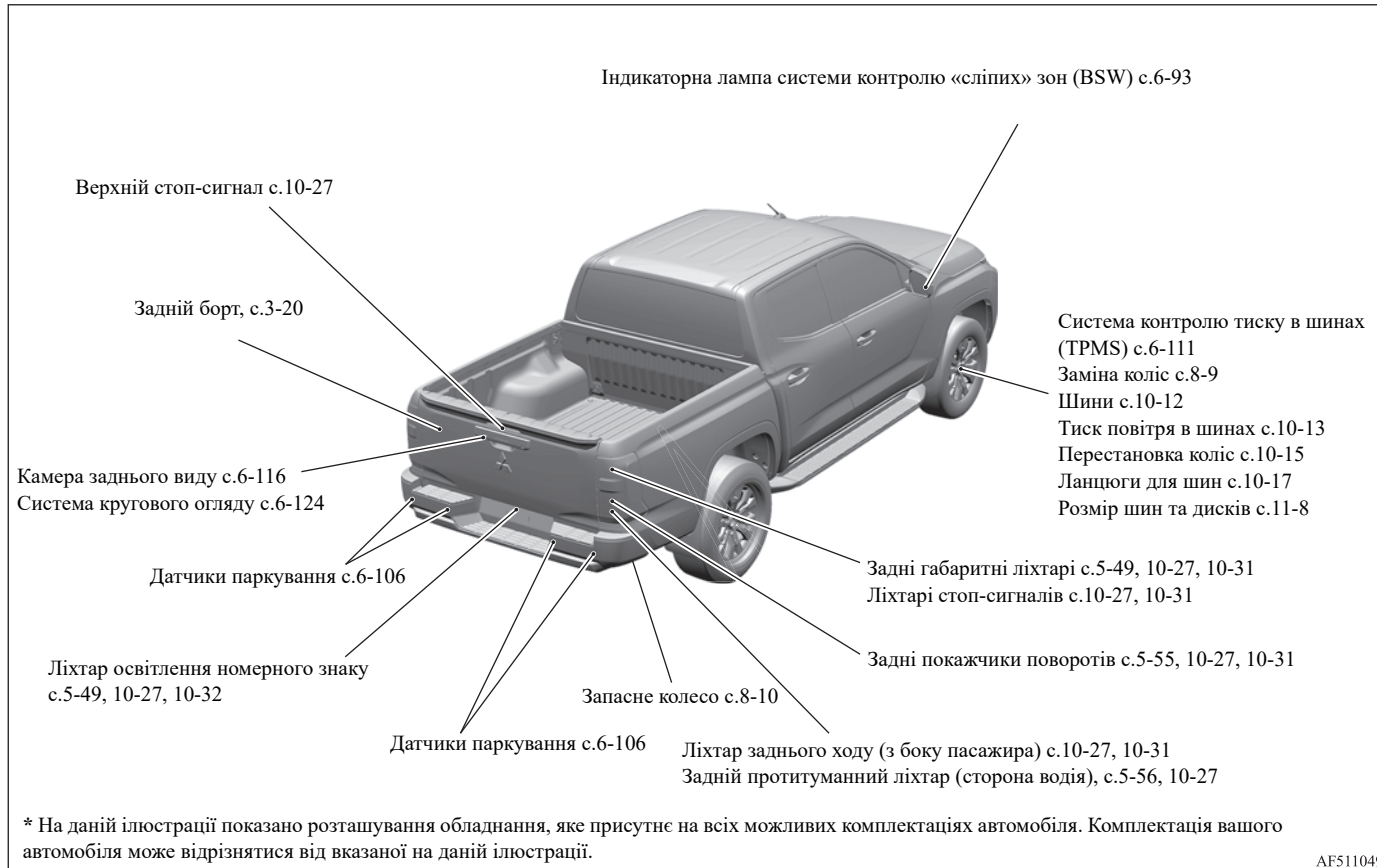 Індикаторна лампа системи контролю «сліпих» зон (BSW) с.6-93
Верхній стоп-сигнал с.10-27
Задній борт, с.3-20
Система контролю тиску в шинах
(TPMS) с.6-111
Заміна коліс с.8-9
Шини с.10-12
Тиск повітря в шинах с.10-13
Перестановка коліс с.10-15
Ланцюги для шин с.10-17
Розмір шин та дисків с.11-8
Камера заднього виду с.6-116
Система кругового огляду с.6-124
Датчики паркування с.6-106
Задні габаритні ліхтарі с.5-49, 10-27, 10-31
Ліхтарі стоп-сигналів с.10-27, 10-31
Ліхтар освітлення номерного знаку
с.5-49, 10-27, 10-32
Задні покажчики поворотів с.5-55, 10-27, 10-31
Запасне колесо с.8-10
Датчики паркування с.6-106
Ліхтар заднього ходу (з боку пасажира) с.10-27, 10-31
Задній протитуманний ліхтар (сторона водія), с.5-56, 10-27
* На даній ілюстрації показано розташування обладнання, яке присутнє на всіх можливих комплектаціях автомобіля. Комплектація вашого
автомобіля може відрізнятися від вказаної на даній ілюстрації.